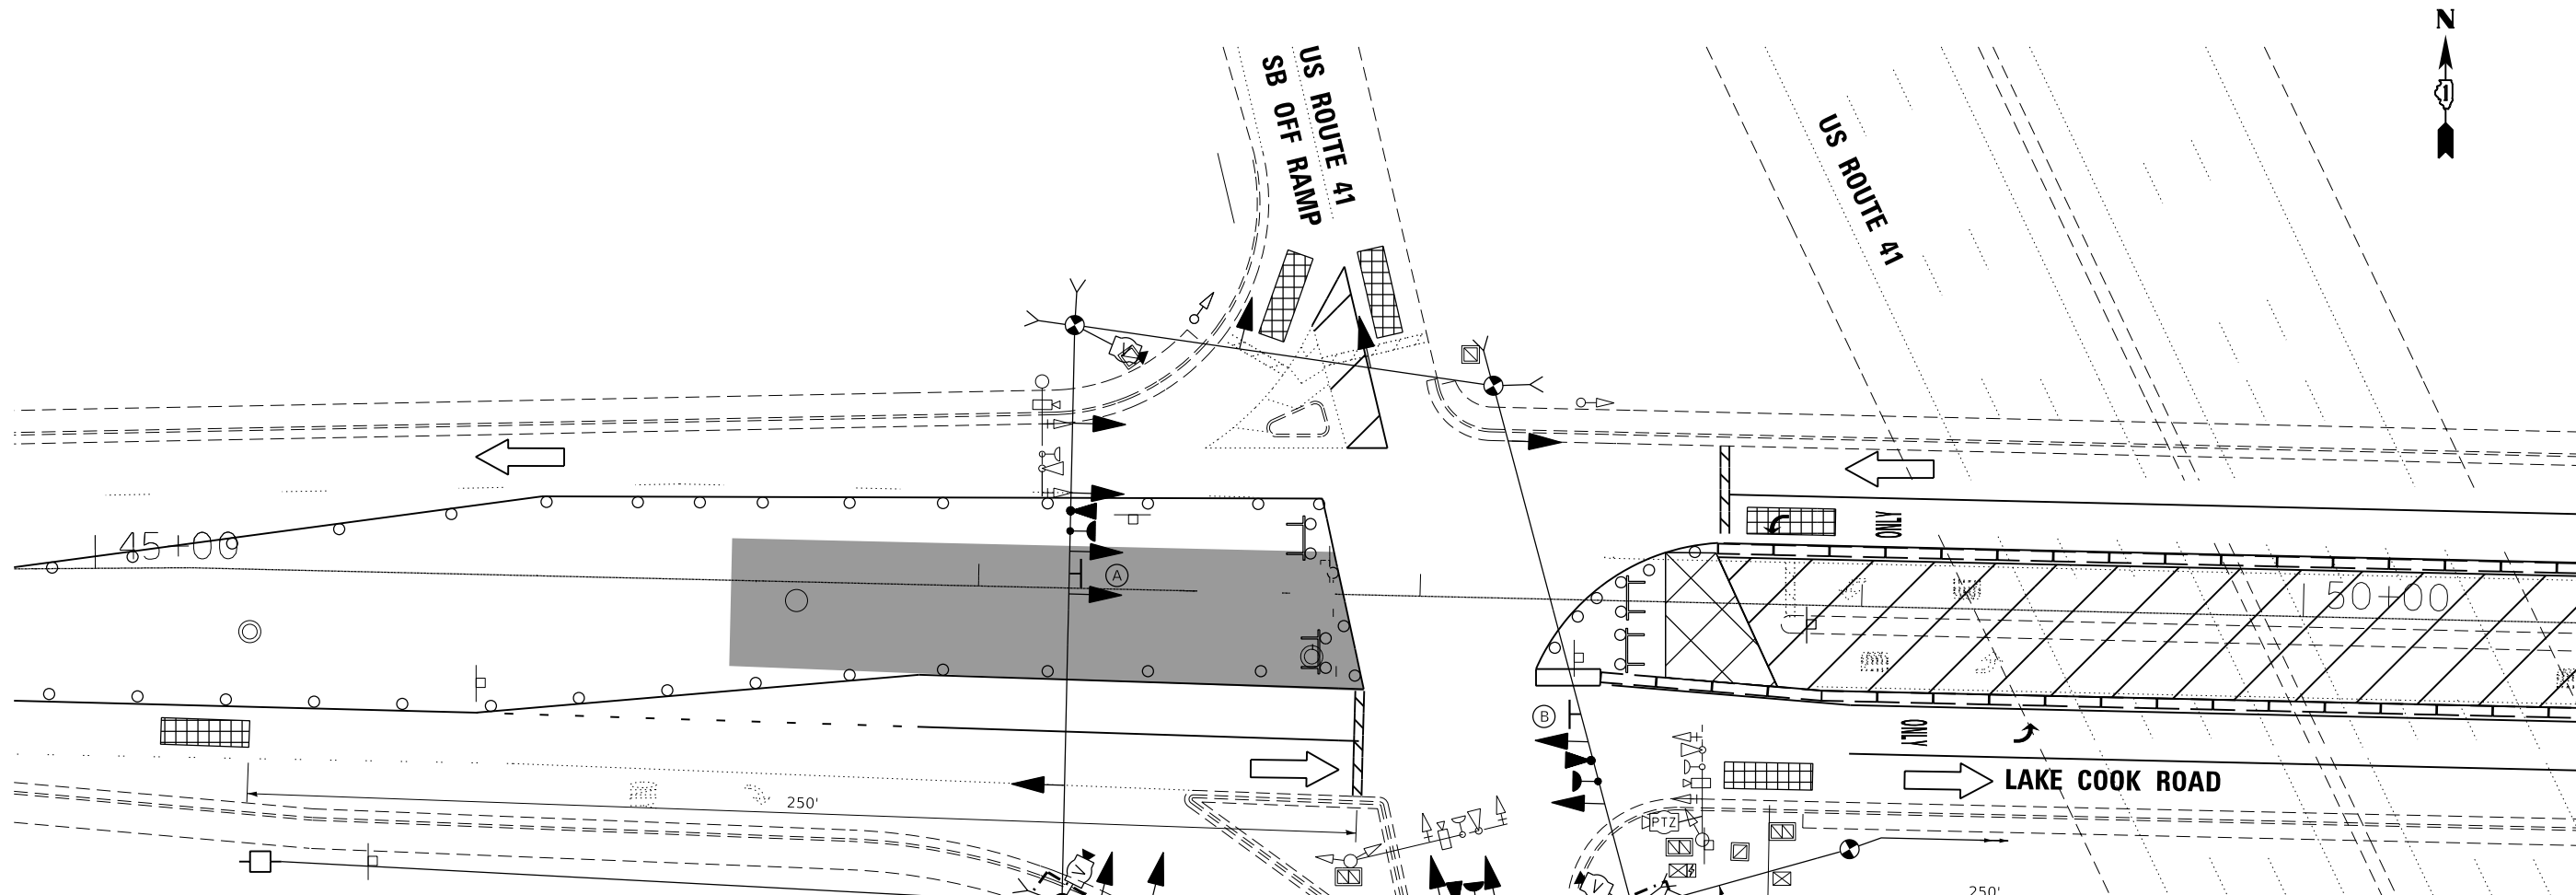 N
1
US ROUTE 41
SB OFF RAMP
US ROUTE 41
45+00
A
ONLY
50+00
B
ONLY
250'
LAKE COOK ROAD
PTZ
V
V
250'